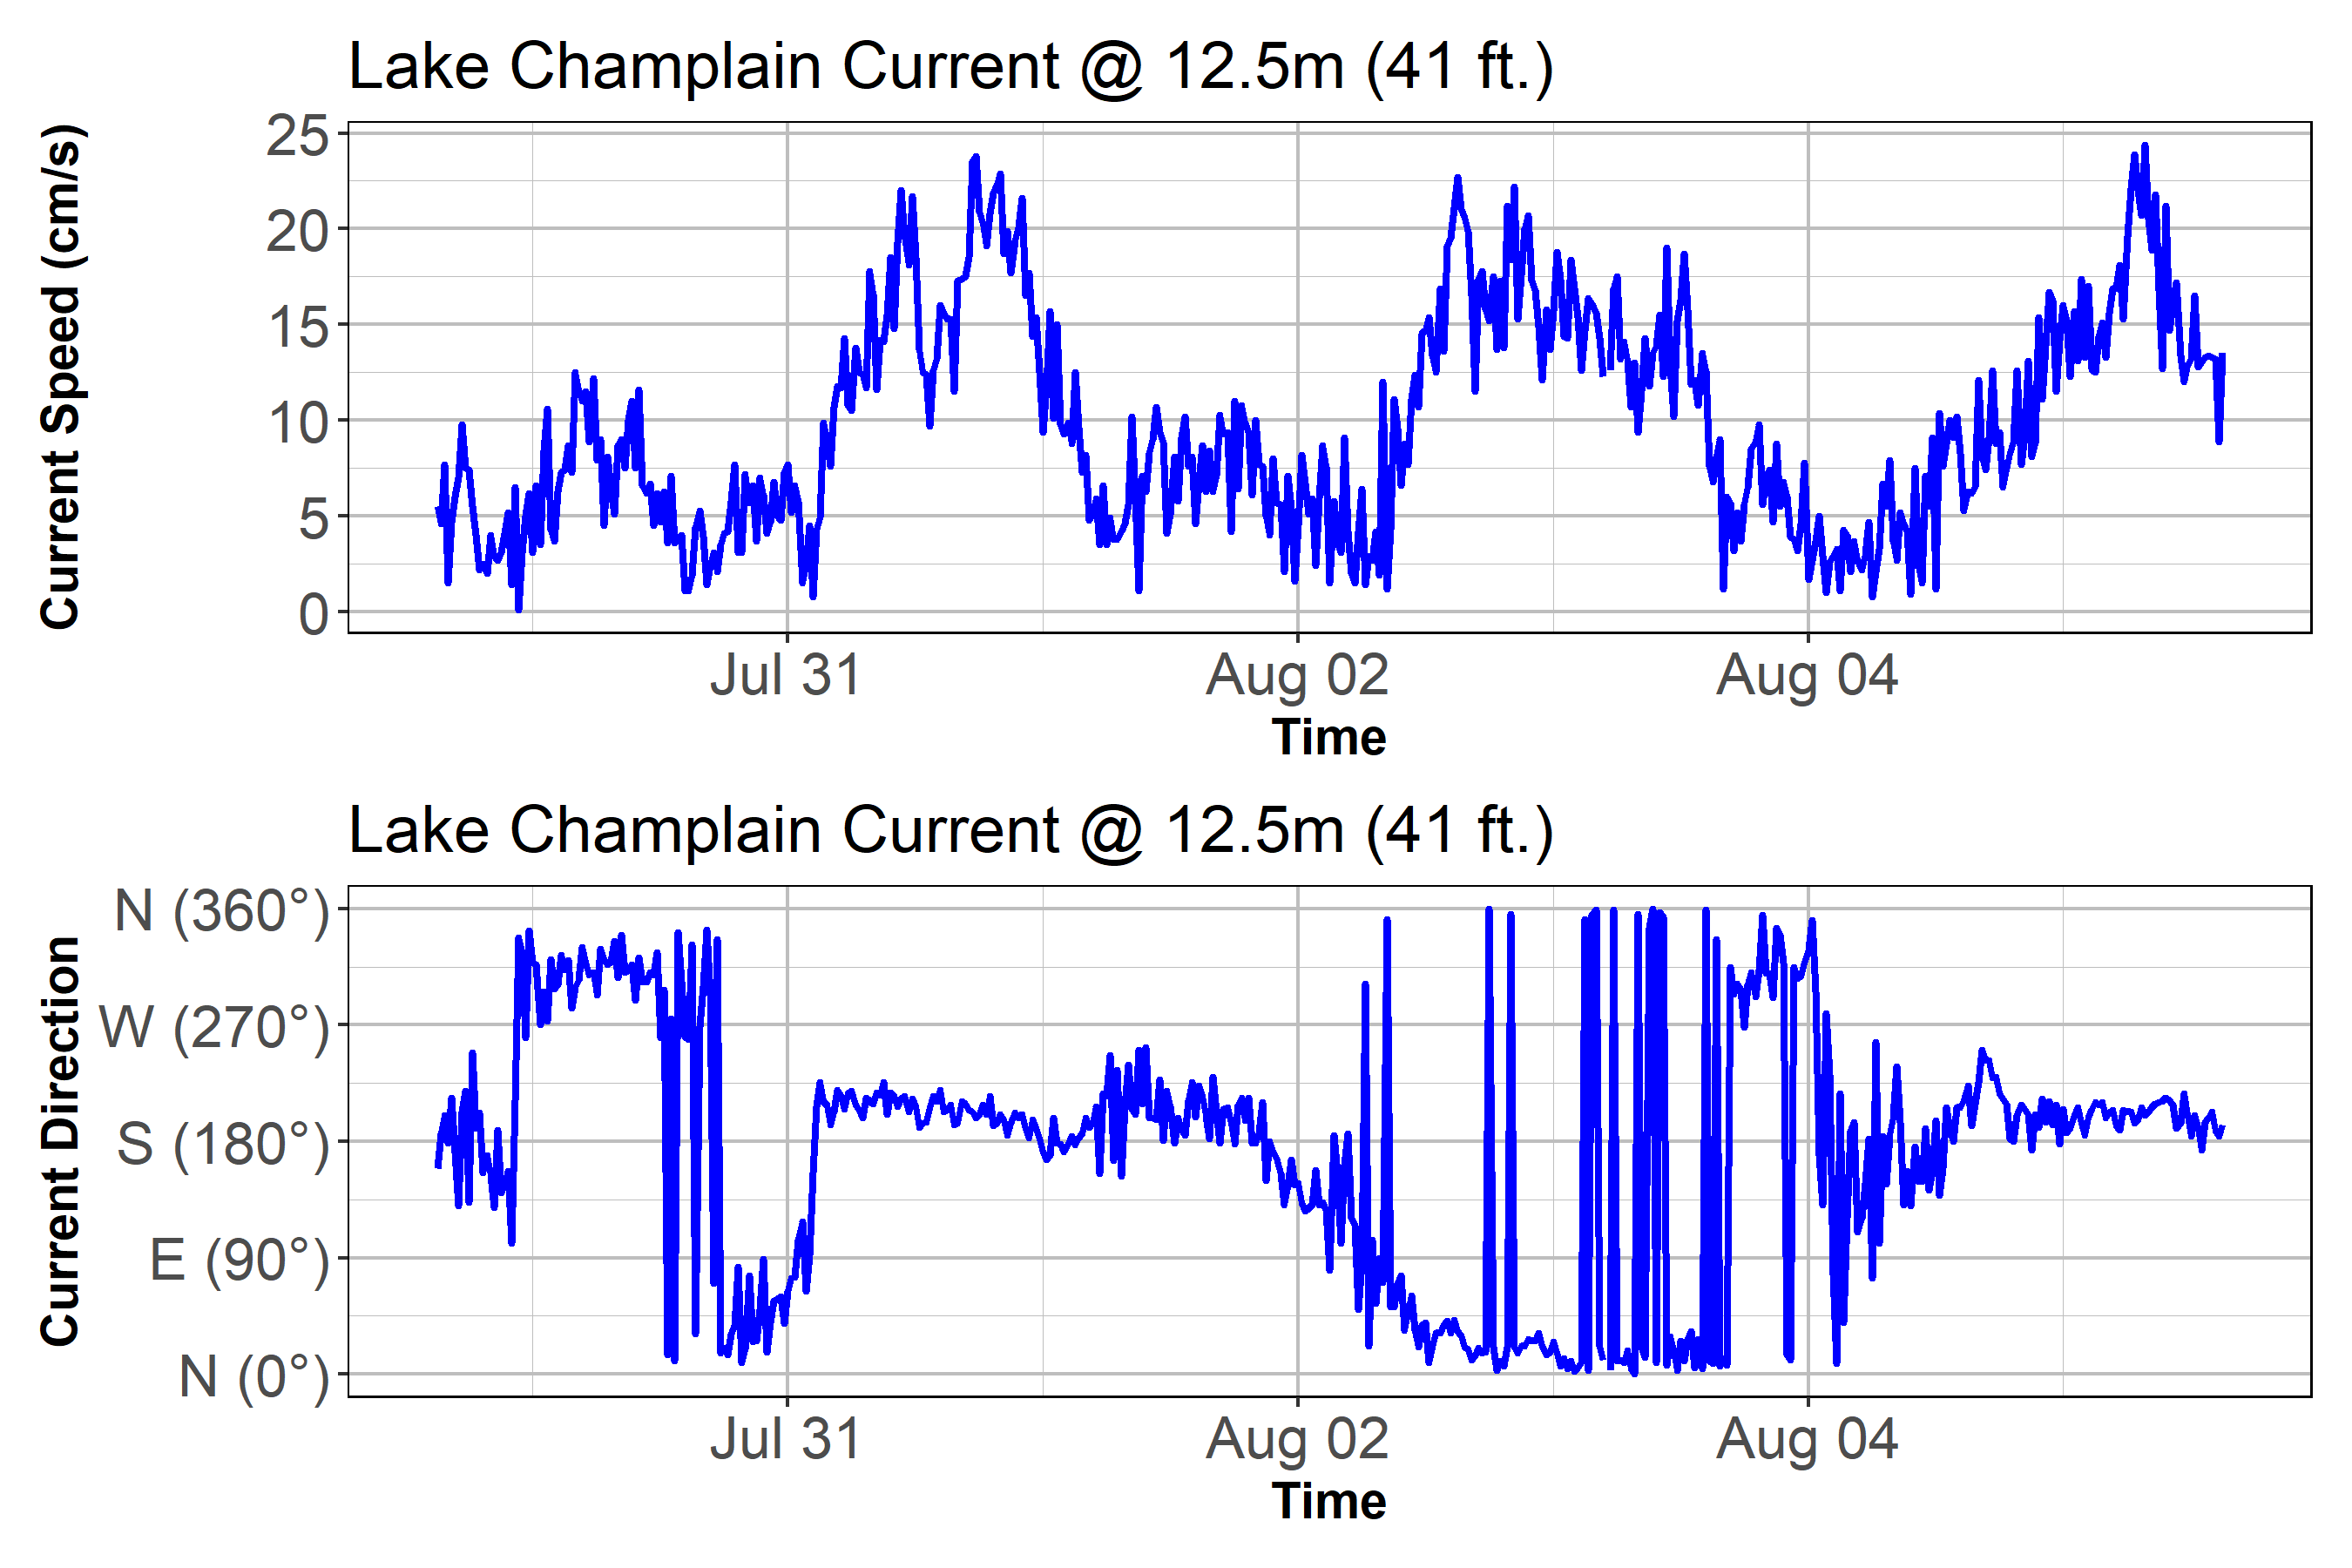 Lake Champlain Current @ 12.5m (41 ft.)
Current Speed (cm/s)
25
20
15
10
5
0
Jul 31
Aug 02
Aug 04
Time
Lake Champlain Current @ 12.5m (41 ft.)
Current Direction
N (360°)
W (270°)
S (180°)
E (90°)
N (0°)
Jul 31
Aug 02
Aug 04
Time